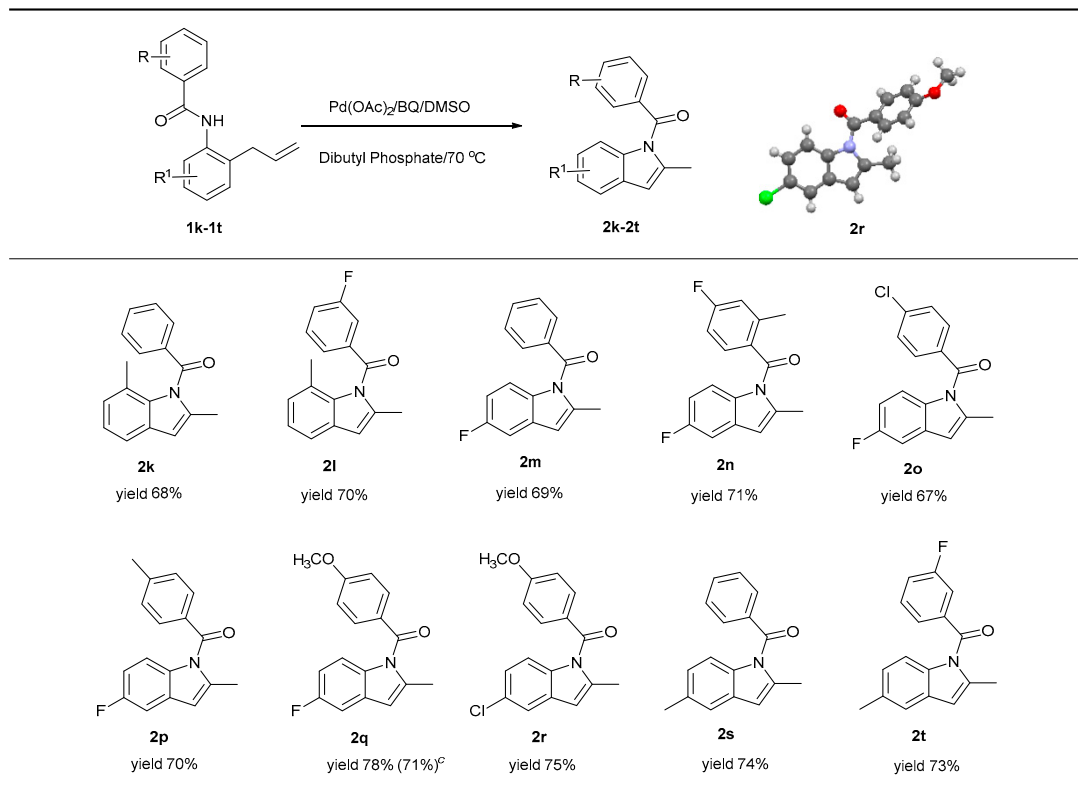 R
O
NH
R¹
1k-1t
Pd(OAc)₂/BQ/DMSO
Dibutyl Phosphate/70 °C
R
O
N
R¹
2k-2t
2r
O
N
2k
yield 68%
F
O
N
2l
yield 70%
O
N
F
2m
yield 69%
F
O
N
F
2n
yield 71%
Cl
O
N
F
2o
yield 67%
O
N
F
2p
yield 70%
H₃CO
O
N
F
2q
yield 78% (71%)ᶜ
H₃CO
O
N
Cl
2r
yield 75%
O
N
2s
yield 74%
F
O
N
2t
yield 73%